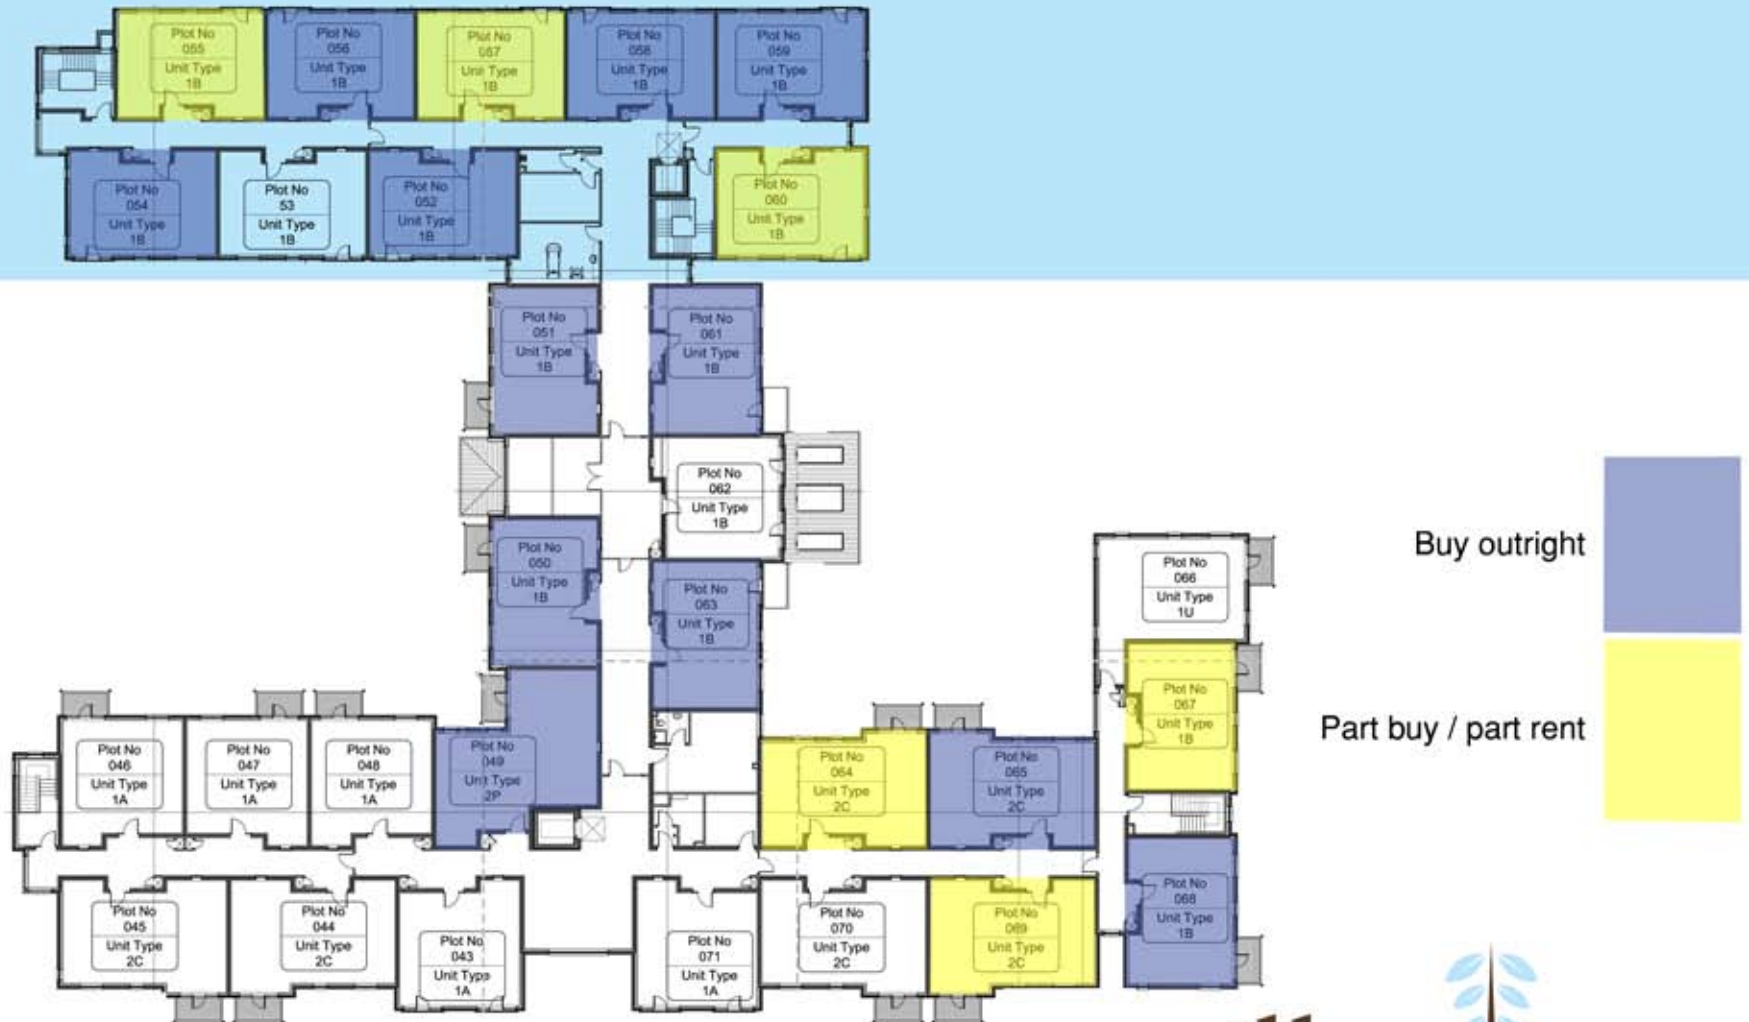 Plot No
055
Unit Type
1B
Plot No
056
Unit Type
1B
Plot No
057
Unit Type
1B
Plot No
058
Unit Type
1B
Plot No
059
Unit Type
1B
Plot No
054
Unit Type
1B
Plot No
53
Unit Type
1B
Plot No
052
Unit Type
1B
Plot No
060
Unit Type
1B
Plot No
051
Unit Type
1B
Plot No
061
Unit Type
1B
Plot No
062
Unit Type
1B
Plot No
050
Unit Type
1B
Plot No
063
Unit Type
1B
Buy outright
Part buy / part rent
Plot No
066
Unit Type
1U
Plot No
067
Unit Type
1B
Plot No
046
Unit Type
1A
Plot No
047
Unit Type
1A
Plot No
048
Unit Type
1A
Plot No
049
Unit Type
2P
Plot No
064
Unit Type
2C
Plot No
065
Unit Type
2C
Plot No
045
Unit Type
2C
Plot No
044
Unit Type
2C
Plot No
043
Unit Type
1A
Plot No
071
Unit Type
1A
Plot No
070
Unit Type
2C
Plot No
069
Unit Type
2C
Plot No
068
Unit Type
1B